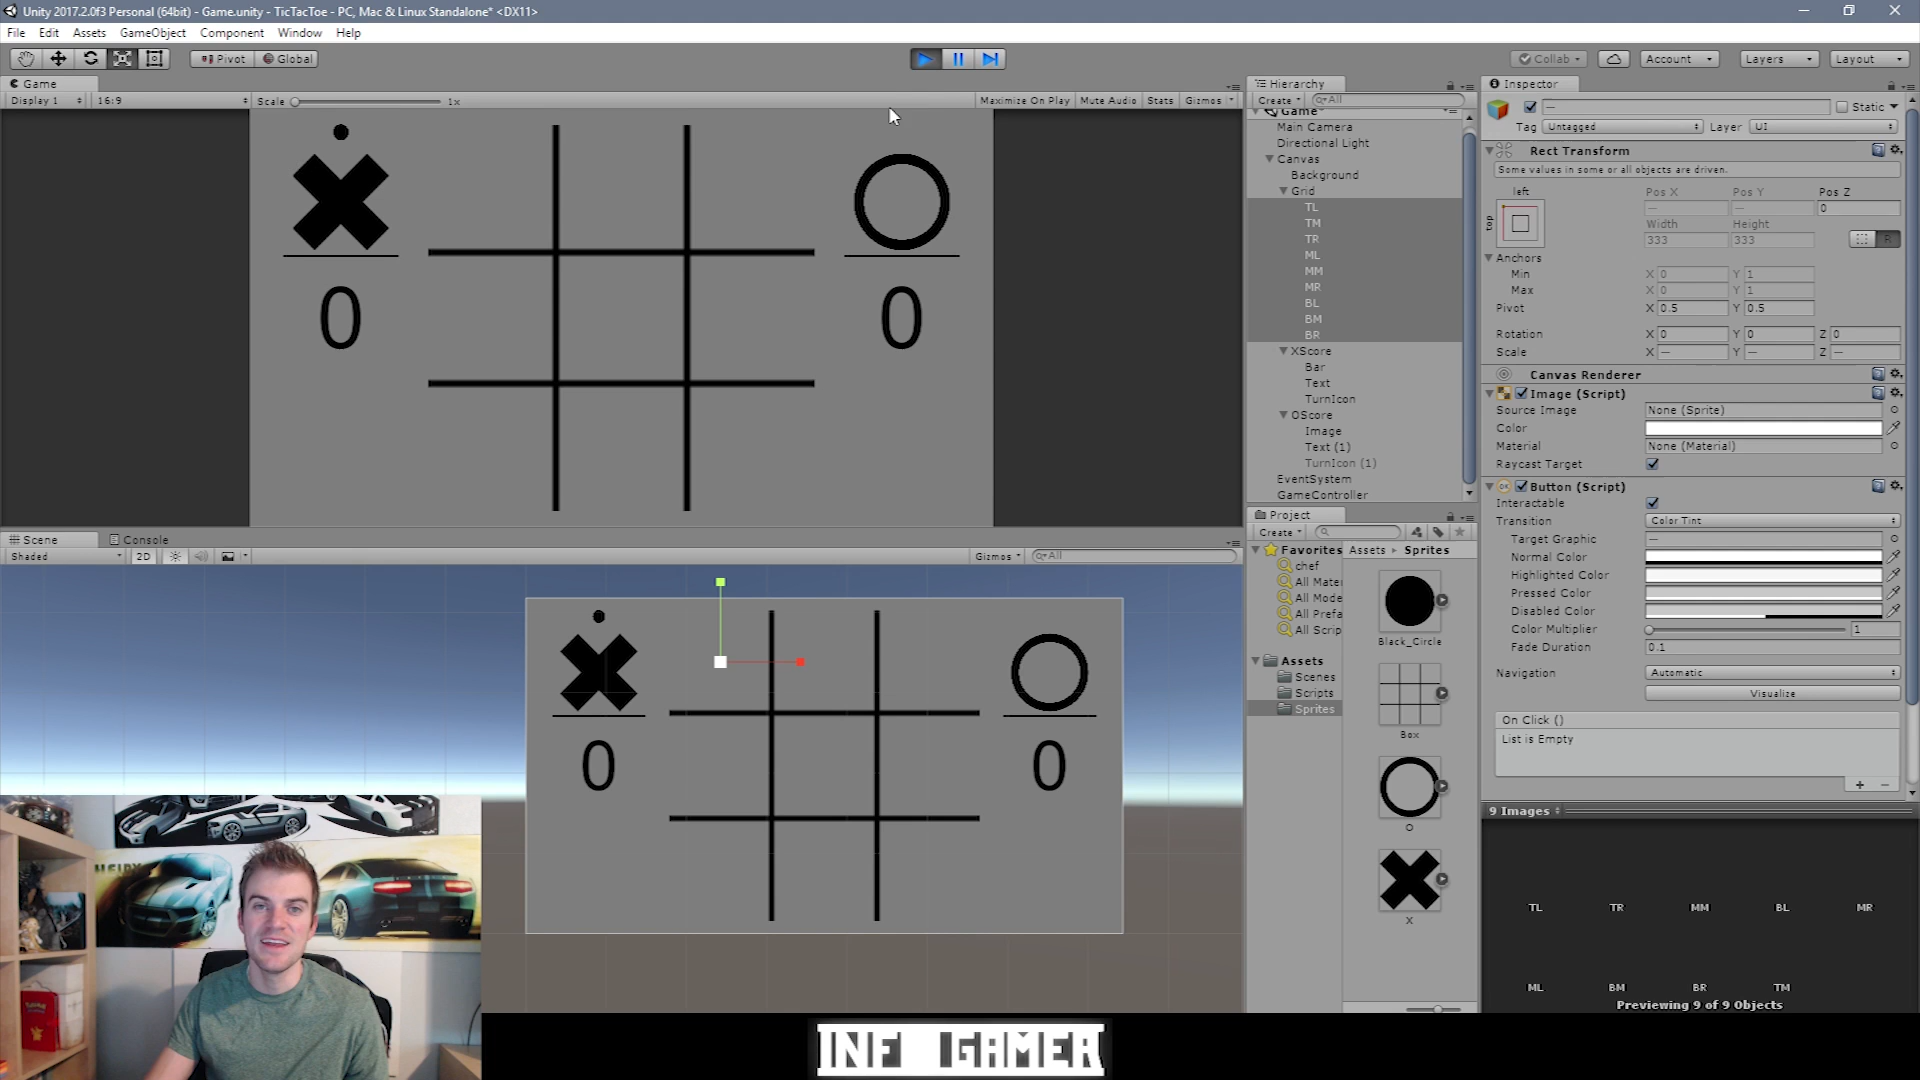 Unity 2017.2.0f3 Personal (64bit) - Game.unity - TicTacToe - PC, Mac & Linux Standalone* <DX11>
File Edit Assets GameObject Component Window Help
Pivot Global Collab Account Layers Layout
Game
Display 1 16:9 Scale 1x Maximize On Play Mute Audio Stats Gizmos
0 0
Scene Console
Shaded 2D Gizmos All
0 0
Hierarchy
Create All
Game*
Main Camera
Directional Light
Canvas
Background
Grid
TL
TM
TR
ML
MM
MR
BL
BM
BR
XScore
Bar
Text
TurnIcon
OScore
Image
Text (1)
TurnIcon (1)
EventSystem
GameController
Project
Create
Favorites
chef
All Mater
All Mode
All Prefa
All Scrip
Assets
Scenes
Scripts
Sprites
Assets Sprites
Black_Circle
Box
O
X
Inspector
— Static
Tag Untagged Layer UI
Rect Transform
Some values in some or all objects are driven.
left Pos X Pos Y Pos Z
top — — 0
Width Height
333 333 R
Anchors
Min X 0 Y 1
Max X 0 Y 1
Pivot X 0.5 Y 0.5
Rotation X 0 Y 0 Z 0
Scale X — Y — Z —
Canvas Renderer
Image (Script)
Source Image None (Sprite)
Color
Material None (Material)
Raycast Target
Button (Script)
Interactable
Transition Color Tint
Target Graphic —
Normal Color
Highlighted Color
Pressed Color
Disabled Color
Color Multiplier 1
Fade Duration 0.1
Navigation Automatic
Visualize
On Click ()
List is Empty
9 Images
TL TR MM BL MR
ML BM BR TM
Previewing 9 of 9 Objects
INF GAMER